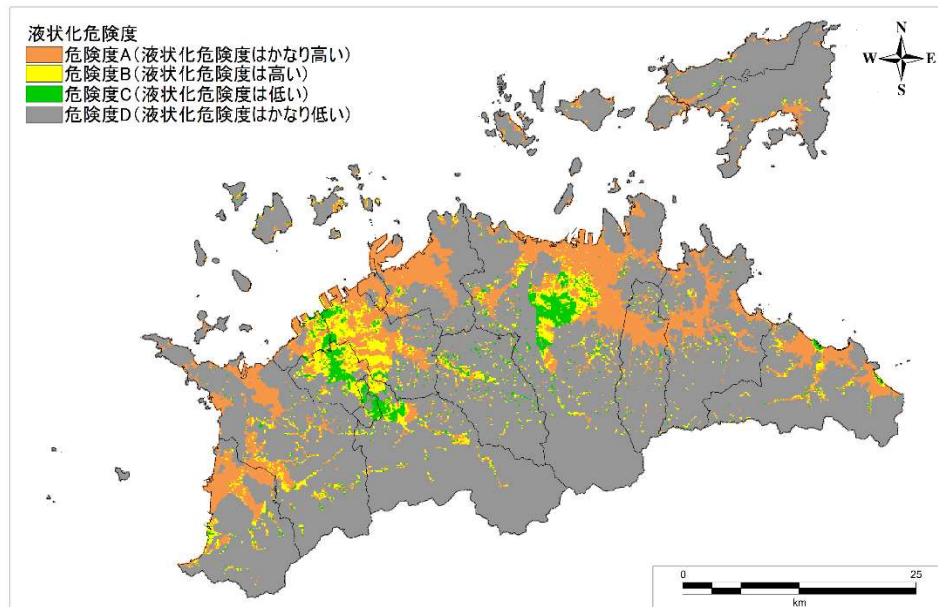 液状化危険度
危険度A（液状化危険度はかなり高い）
危険度B（液状化危険度は高い）
危険度C（液状化危険度は低い）
危険度D（液状化危険度はかなり低い）
N
W E
S
0 25
km